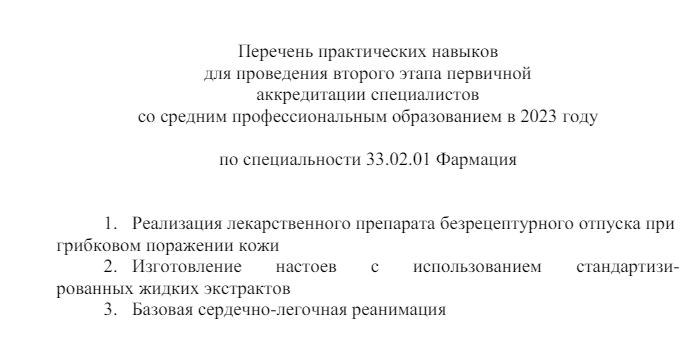 Перечень практических навыков
для проведения второго этапа первичной
аккредитации специалистов
со средним профессиональным образованием в 2023 году
по специальности 33.02.01 Фармация
1. Реализация лекарственного препарата безрецептурного отпуска при
грибковом поражении кожи
2. Изготовление настоев с использованием стандартизи-
рованных жидких экстрактов
3. Базовая сердечно-легочная реанимация